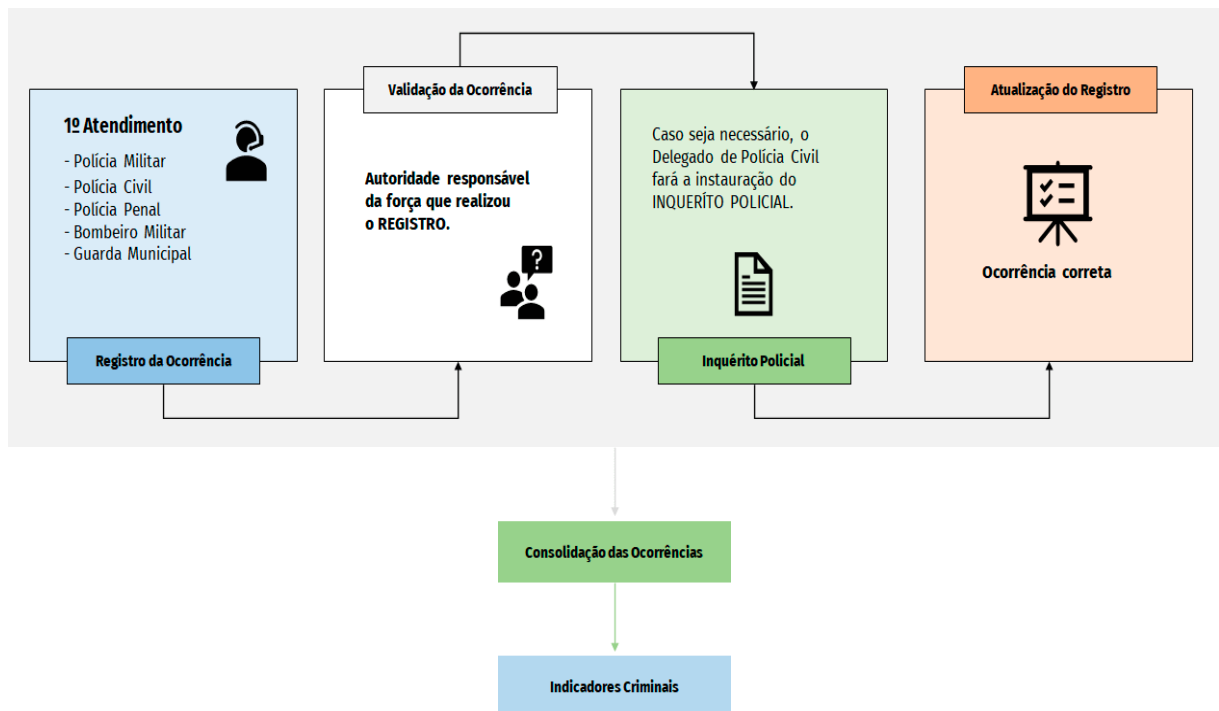 1º Atendimento
- Polícia Militar
- Polícia Civil
- Polícia Penal
- Bombeiro Militar
- Guarda Municipal
Registro da Ocorrência
Validação da Ocorrência
Autoridade responsável
da força que realizou
o REGISTRO.
?
Caso seja necessário, o
Delegado de Polícia Civil
fará a instauração do
INQUERÍTO POLICIAL.
Inquérito Policial
Atualização do Registro
Ocorrência correta
Consolidação das Ocorrências
Indicadores Criminais